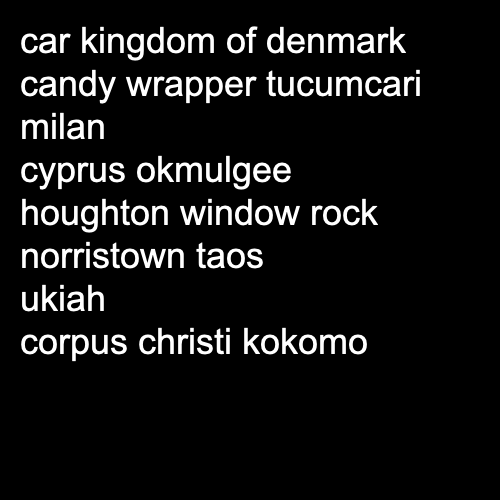 car kingdom of denmark
candy wrapper tucumcari
milan
cyprus okmulgee
houghton window rock
norristown taos
ukiah
corpus christi kokomo